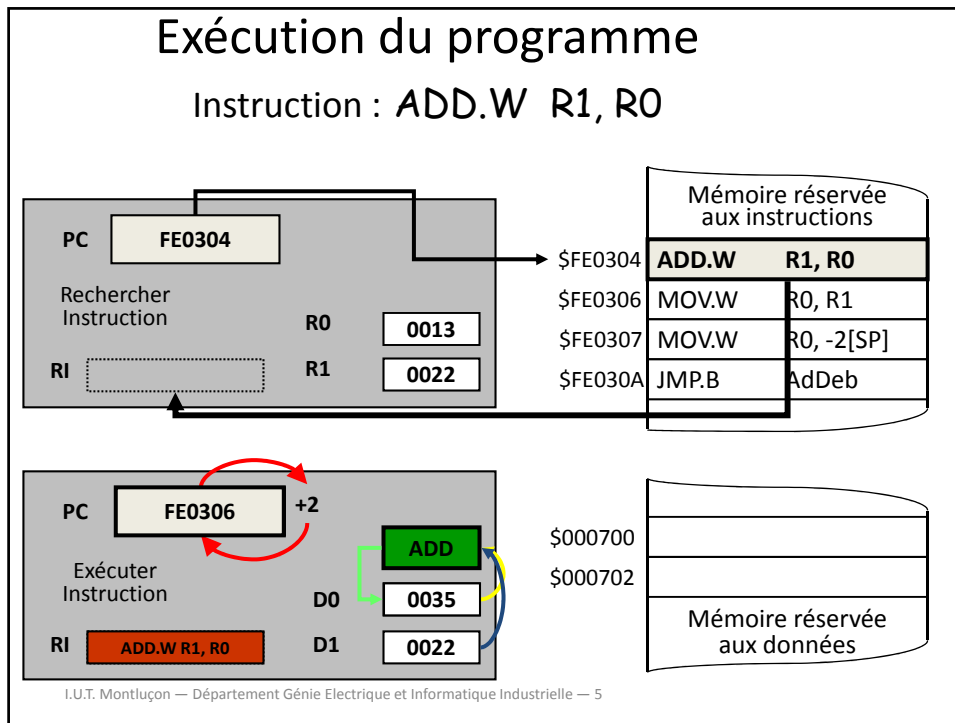 Exécution du programme
Instruction : ADD.W R1, R0
Mémoire réservée
aux instructions
PC FE0304
$FE0304 ADD.W R1, R0
Rechercher
Instruction
$FE0306 MOV.W R0, R1
R0 0013
$FE0307 MOV.W R0, -2[SP]
RI R1 0022
$FE030A JMP.B AdDeb
PC FE0306 +2
ADD
$000700
Exécuter
Instruction
$000702
D0 0035
Mémoire réservée
aux données
RI ADD.W R1, R0 D1 0022
I.U.T. Montluçon — Département Génie Electrique et Informatique Industrielle — 5